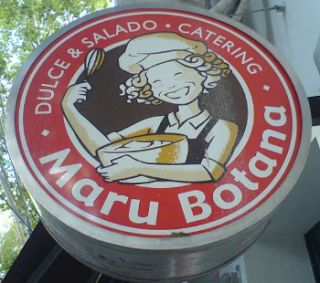 DULCE & SALADO · CATERING ·
Maru Botana